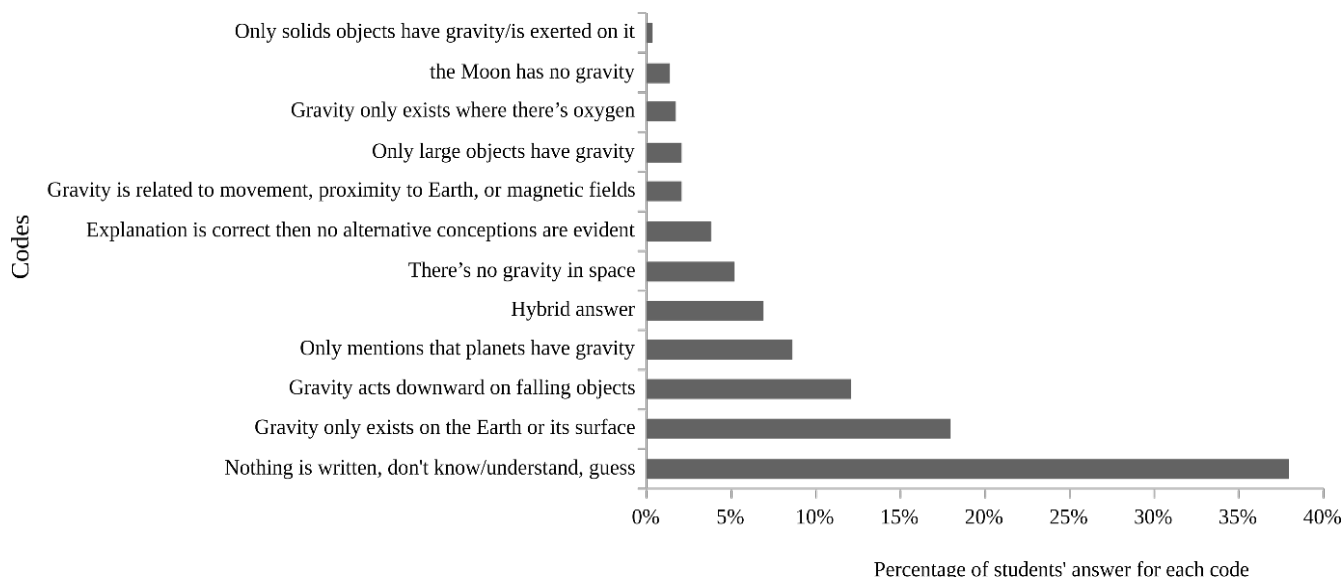 Only solids objects have gravity/is exerted on it
the Moon has no gravity
Gravity only exists where there’s oxygen
Only large objects have gravity
Gravity is related to movement, proximity to Earth, or magnetic fields
Explanation is correct then no alternative conceptions are evident
There’s no gravity in space
Hybrid answer
Only mentions that planets have gravity
Gravity acts downward on falling objects
Gravity only exists on the Earth or its surface
Nothing is written, don't know/understand, guess
Codes
0% 5% 10% 15% 20% 25% 30% 35% 40%
Percentage of students' answer for each code